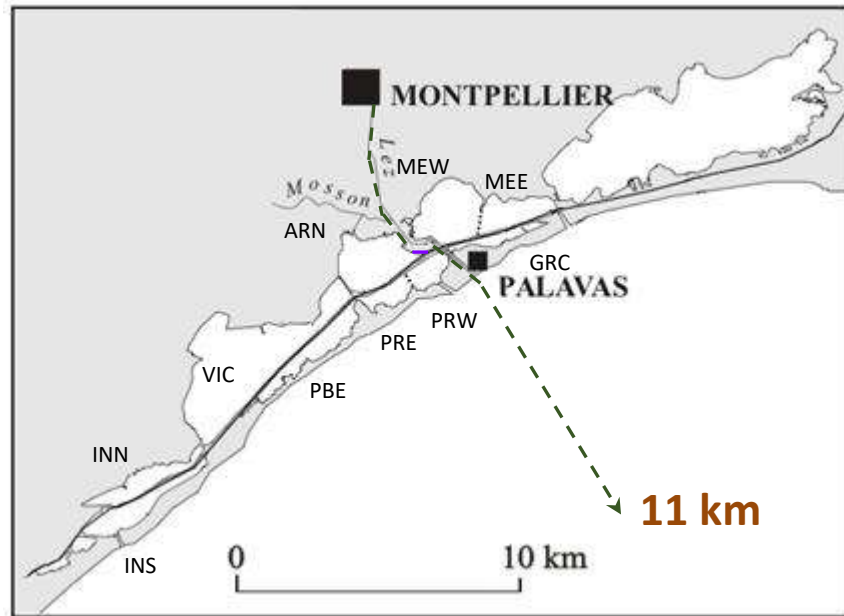 MONTPELLIER
Lez
MEW
MEE
Mosson
ARN
GRC
PALAVAS
PRW
PRE
VIC
PBE
INN
11 km
0
10 km
INS